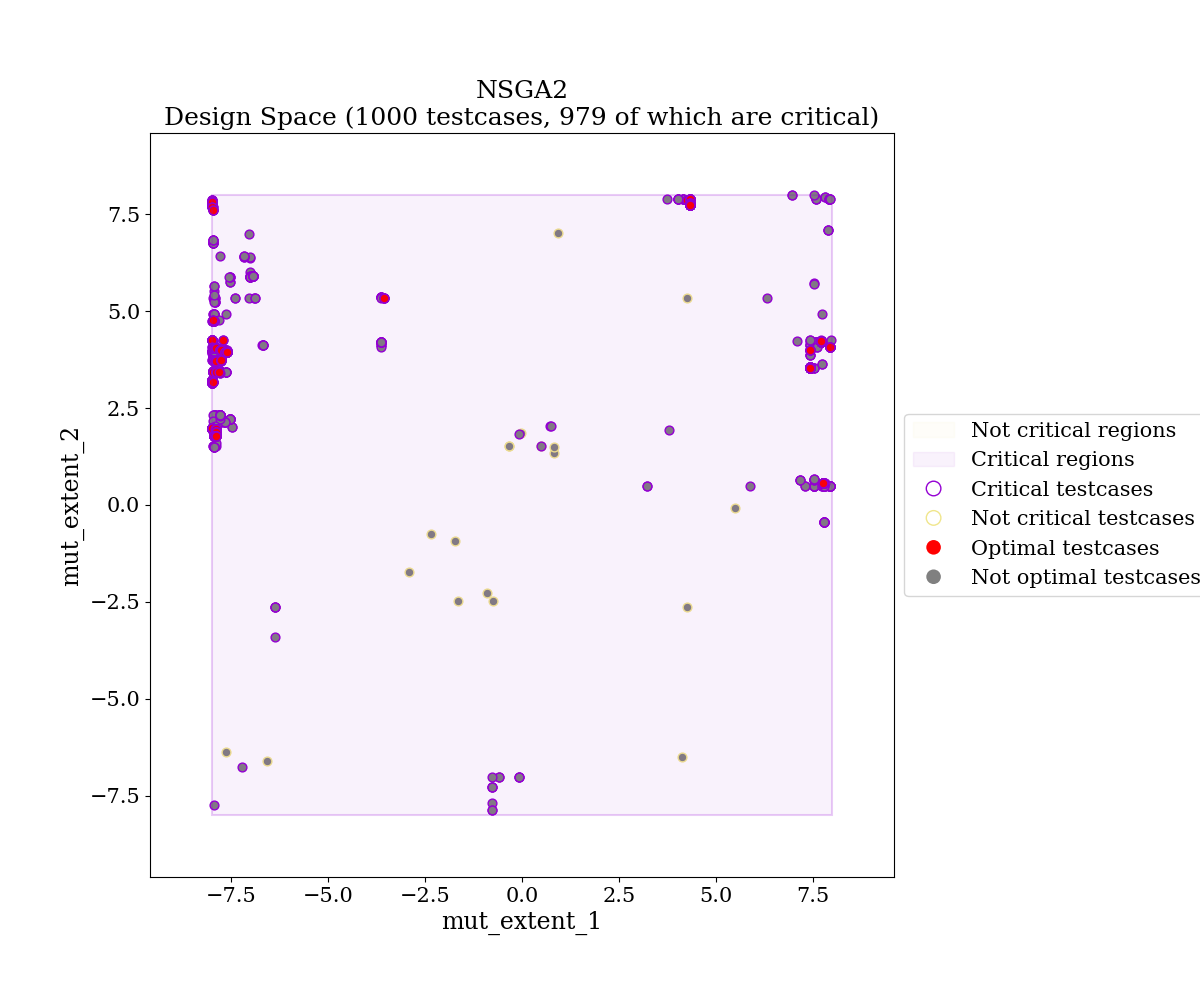 NSGA2
Design Space (1000 testcases, 979 of which are critical)
mut_extent_2
7.5
5.0
2.5
0.0
−2.5
−5.0
−7.5
−7.5
−5.0
−2.5
0.0
2.5
5.0
7.5
mut_extent_1
Not critical regions
Critical regions
Critical testcases
Not critical testcases
Optimal testcases
Not optimal testcases